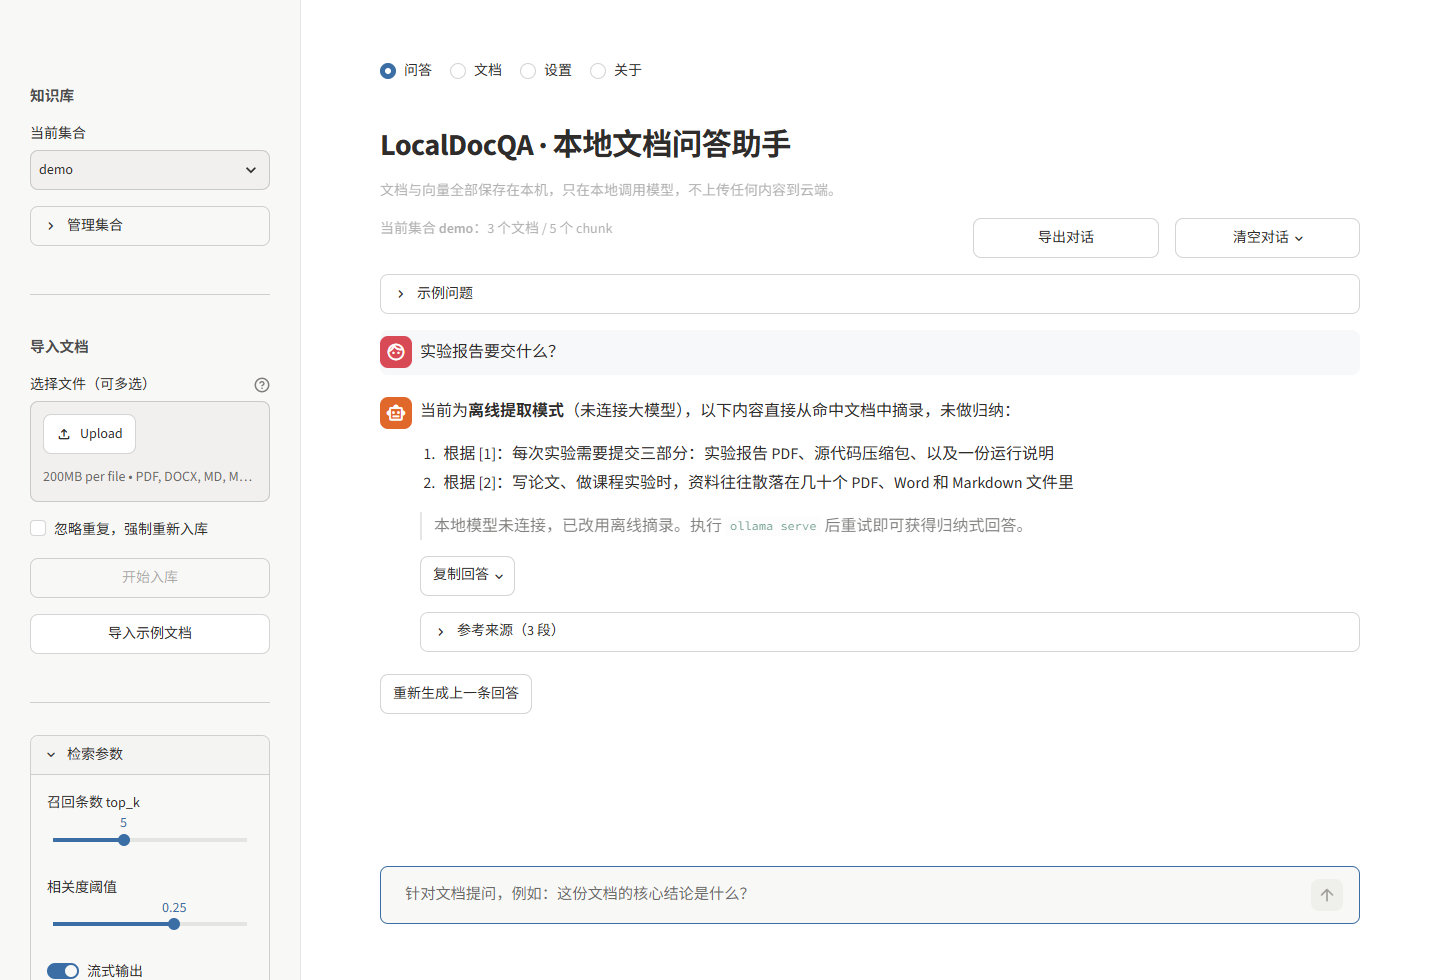 知识库
当前集合
demo
管理集合
导入文档
选择文件（可多选）
Upload
200MB per file • PDF, DOCX, MD, M…
忽略重复，强制重新入库
开始入库
导入示例文档
检索参数
召回条数 top_k
5
相关度阈值
0.25
流式输出
问答 文档 设置 关于
LocalDocQA · 本地文档问答助手
文档与向量全部保存在本机，只在本地调用模型，不上传任何内容到云端。
当前集合 demo：3 个文档 / 5 个 chunk
导出对话
清空对话
示例问题
实验报告要交什么？
当前为离线提取模式（未连接大模型），以下内容直接从命中文档中摘录，未做归纳：
1. 根据 [1]：每次实验需要提交三部分：实验报告 PDF、源代码压缩包、以及一份运行说明
2. 根据 [2]：写论文、做课程实验时，资料往往散落在几十个 PDF、Word 和 Markdown 文件里
本地模型未连接，已改用离线摘录。执行 ollama serve 后重试即可获得归纳式回答。
复制回答
参考来源（3 段）
重新生成上一条回答
针对文档提问，例如：这份文档的核心结论是什么？